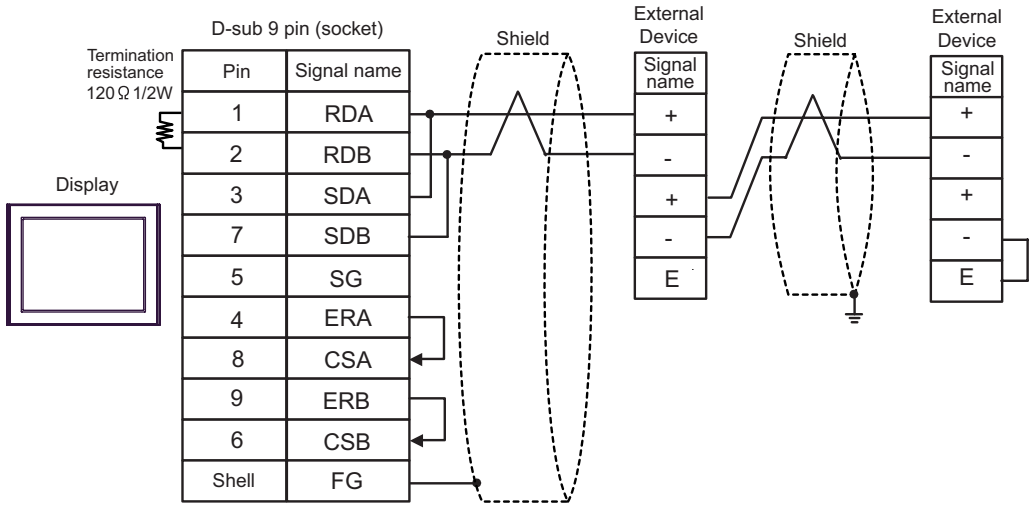 D-sub 9 pin (socket)
Shield
External
Device
Shield
External
Device
Termination
resistance
120Ω 1/2W
Display
Pin Signal name
1 RDA
2 RDB
3 SDA
7 SDB
5 SG
4 ERA
8 CSA
9 ERB
6 CSB
Shell FG
Signal
name
+
-
+
-
E
Signal
name
+
-
+
-
E